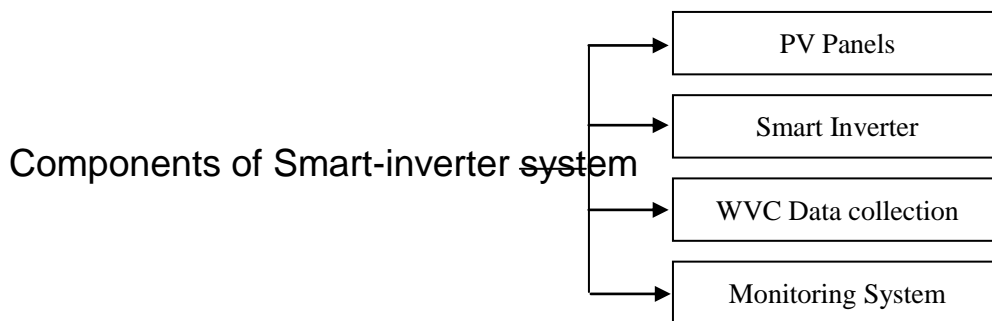 PV Panels
Smart Inverter
Components of Smart-inverter system
WVC Data collection
Monitoring System